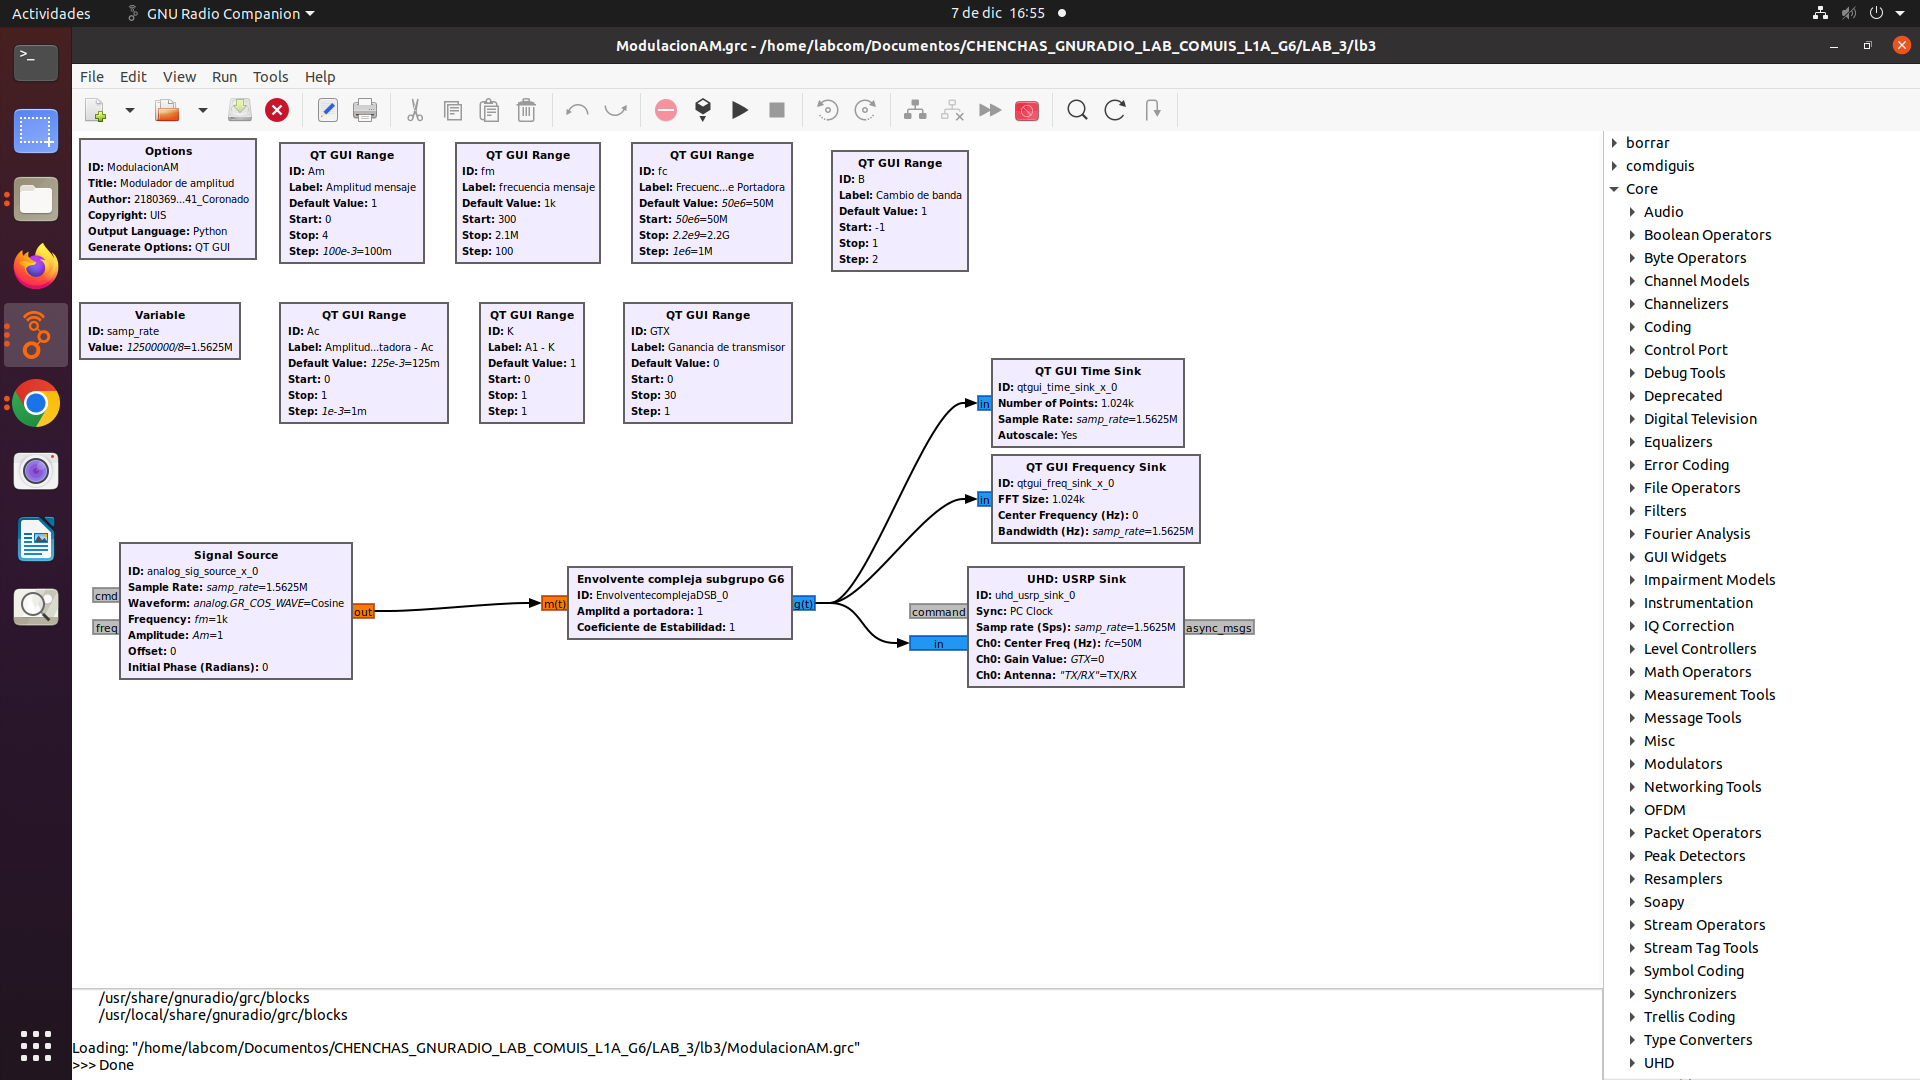 Actividades
GNU Radio Companion
7 de dic 16:55
ModulacionAM.grc - /home/labcom/Documentos/CHENCHAS_GNURADIO_LAB_COMUIS_L1A_G6/LAB_3/lb3
File Edit View Run Tools Help
Options
ID: ModulacionAM
Title: Modulador de amplitud
Author: 2180369...41_Coronado
Copyright: UIS
Output Language: Python
Generate Options: QT GUI
QT GUI Range
ID: Am
Label: Amplitud mensaje
Default Value: 1
Start: 0
Stop: 4
Step: 100e-3=100m
QT GUI Range
ID: fm
Label: frecuencia mensaje
Default Value: 1k
Start: 300
Stop: 2.1M
Step: 100
QT GUI Range
ID: fc
Label: Frecuenc...e Portadora
Default Value: 50e6=50M
Start: 50e6=50M
Stop: 2.2e9=2.2G
Step: 1e6=1M
QT GUI Range
ID: B
Label: Cambio de banda
Default Value: 1
Start: -1
Stop: 1
Step: 2
Variable
ID: samp_rate
Value: 12500000/8=1.5625M
QT GUI Range
ID: Ac
Label: Amplitud...tadora - Ac
Default Value: 125e-3=125m
Start: 0
Stop: 1
Step: 1e-3=1m
QT GUI Range
ID: K
Label: A1 - K
Default Value: 1
Start: 0
Stop: 1
Step: 1
QT GUI Range
ID: GTX
Label: Ganancia de transmisor
Default Value: 0
Start: 0
Stop: 30
Step: 1
in
QT GUI Time Sink
ID: qtgui_time_sink_x_0
Number of Points: 1.024k
Sample Rate: samp_rate=1.5625M
Autoscale: Yes
in
QT GUI Frequency Sink
ID: qtgui_freq_sink_x_0
FFT Size: 1.024k
Center Frequency (Hz): 0
Bandwidth (Hz): samp_rate=1.5625M
cmd
freq
Signal Source
ID: analog_sig_source_x_0
Sample Rate: samp_rate=1.5625M
Waveform: analog.GR_COS_WAVE=Cosine
Frequency: fm=1k
Amplitude: Am=1
Offset: 0
Initial Phase (Radians): 0
out
m(t)
Envolvente compleja subgrupo G6
ID: EnvolventecomplejaDSB_0
Amplitd a portadora: 1
Coeficiente de Estabilidad: 1
g(t)
command
in
UHD: USRP Sink
ID: uhd_usrp_sink_0
Sync: PC Clock
Samp rate (Sps): samp_rate=1.5625M
Ch0: Center Freq (Hz): fc=50M
Ch0: Gain Value: GTX=0
Ch0: Antenna: "TX/RX"=TX/RX
async_msgs
borrar
comdiguis
Core
Audio
Boolean Operators
Byte Operators
Channel Models
Channelizers
Coding
Control Port
Debug Tools
Deprecated
Digital Television
Equalizers
Error Coding
File Operators
Filters
Fourier Analysis
GUI Widgets
Impairment Models
Instrumentation
IQ Correction
Level Controllers
Math Operators
Measurement Tools
Message Tools
Misc
Modulators
Networking Tools
OFDM
Packet Operators
Peak Detectors
Resamplers
Soapy
Stream Operators
Stream Tag Tools
Symbol Coding
Synchronizers
Trellis Coding
Type Converters
UHD
/usr/share/gnuradio/grc/blocks
/usr/local/share/gnuradio/grc/blocks
Loading: "/home/labcom/Documentos/CHENCHAS_GNURADIO_LAB_COMUIS_L1A_G6/LAB_3/lb3/ModulacionAM.grc"
>>> Done